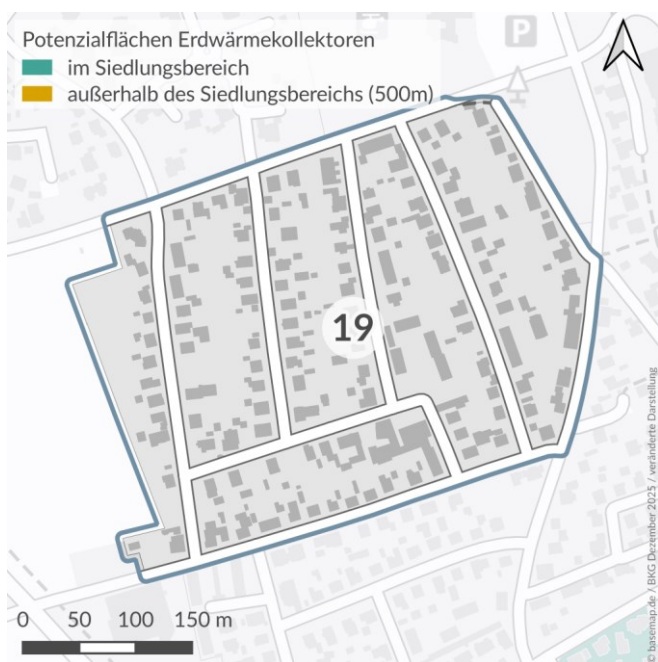 Potenzialflächen Erdwärmekollektoren
im Siedlungsbereich
außerhalb des Siedlungsbereichs (500m)
P
19
0 50 100 150 m
© basemap.de / BKG Dezember 2025 / veränderte Darstellung